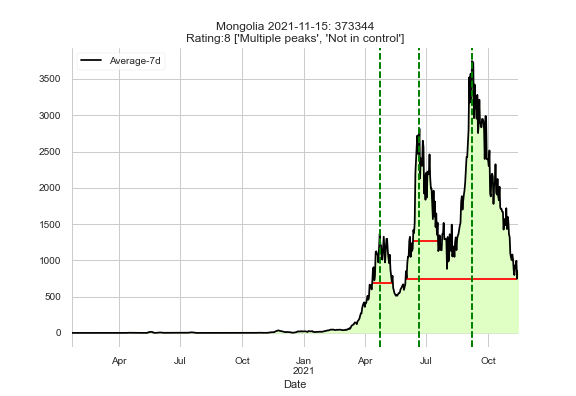 Mongolia 2021-11-15: 373344
Rating:8 ['Multiple peaks', 'Not in control']
Average-7d
3500
3000
2500
2000
1500
1000
500
0
Apr Jul Oct Jan Apr Jul Oct
2021
Date